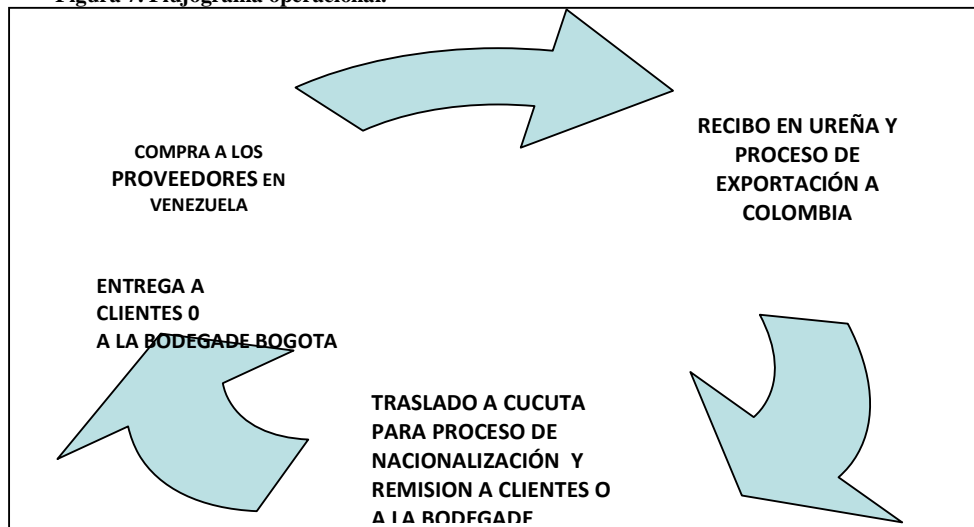 Figura 7. Flujograma operacional.
COMPRA A LOS
PROVEEDORES EN
VENEZUELA
RECIBO EN UREÑA Y
PROCESO DE
EXPORTACIÓN A
COLOMBIA
ENTREGA A
CLIENTES 0
A LA BODEGADE BOGOTA
TRASLADO A CUCUTA
PARA PROCESO DE
NACIONALIZACIÓN Y
REMISION A CLIENTES O
A LA BODEGADE